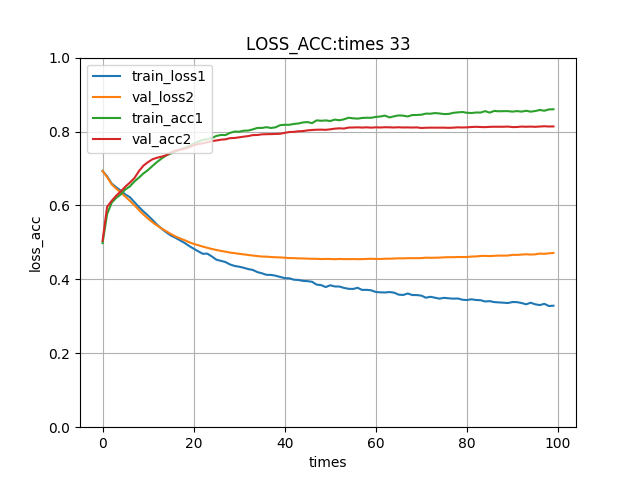 LOSS_ACC:times 33
train_loss1
val_loss2
train_acc1
val_acc2
1.0
0.8
0.6
0.4
0.2
0.0
loss_acc
0 20 40 60 80 100
times